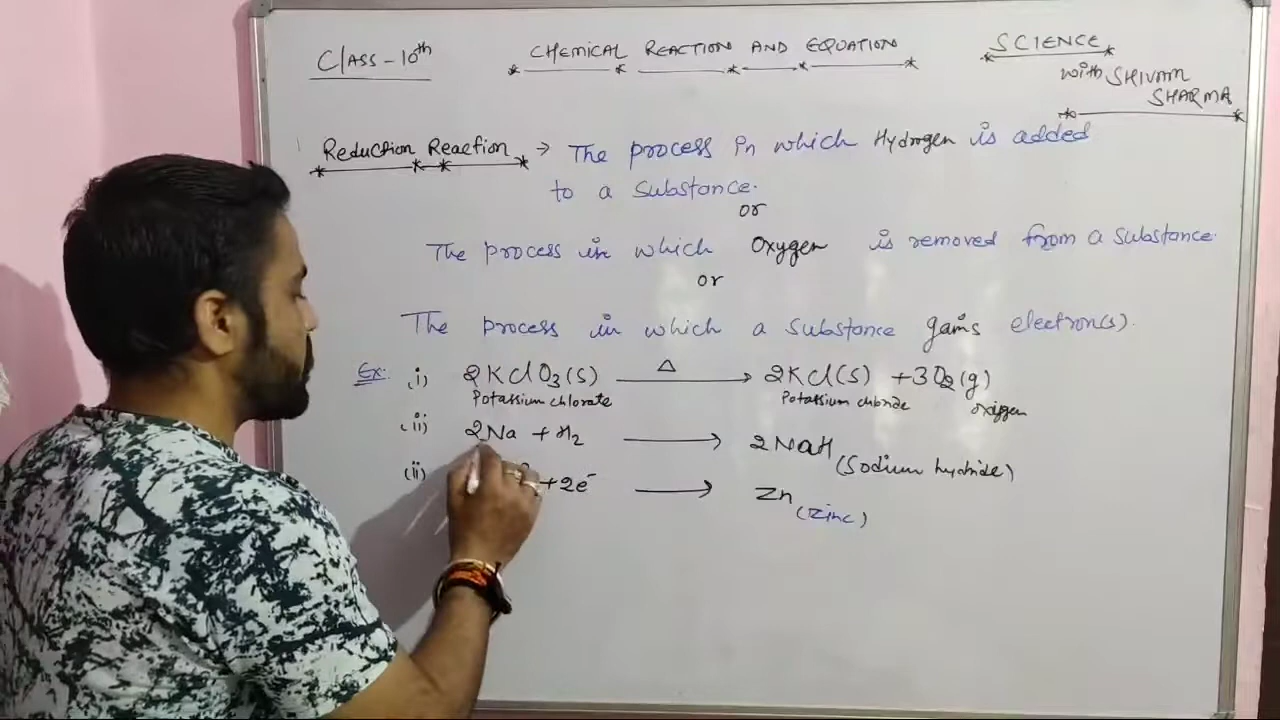 Class - 10th
CHEMICAL REACTION AND EQUATION
SCIENCE
with SHIVAM
SHARMA
Reduction Reaction → The process in which Hydrogen is added
to a substance.
or
The process in which Oxygen is removed from a substance.
or
The process in which a substance gains electron(s).
Ex: (i) 2KClO3(s) —Δ→ 2KCl(s) + 3O2(g)
Potassium chlorate Potassium chloride oxygen
(ii) 2Na + H2 → 2NaH (Sodium hydride)
(ii) +2e⁻ → Zn
(Zinc)